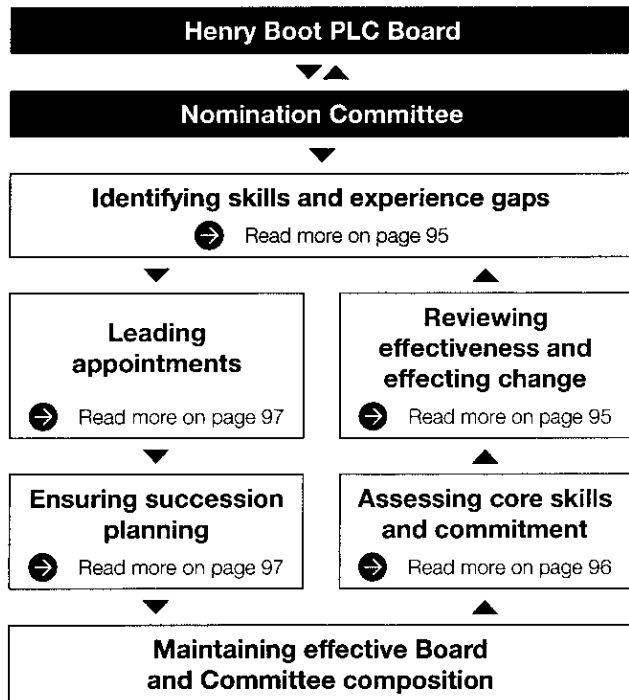 Henry Boot PLC Board
Nomination Committee
Identifying skills and experience gaps
Read more on page 95
Leading
appointments
Read more on page 97
Reviewing
effectiveness and
effecting change
Read more on page 95
Ensuring succession
planning
Read more on page 97
Assessing core skills
and commitment
Read more on page 96
Maintaining effective Board
and Committee composition